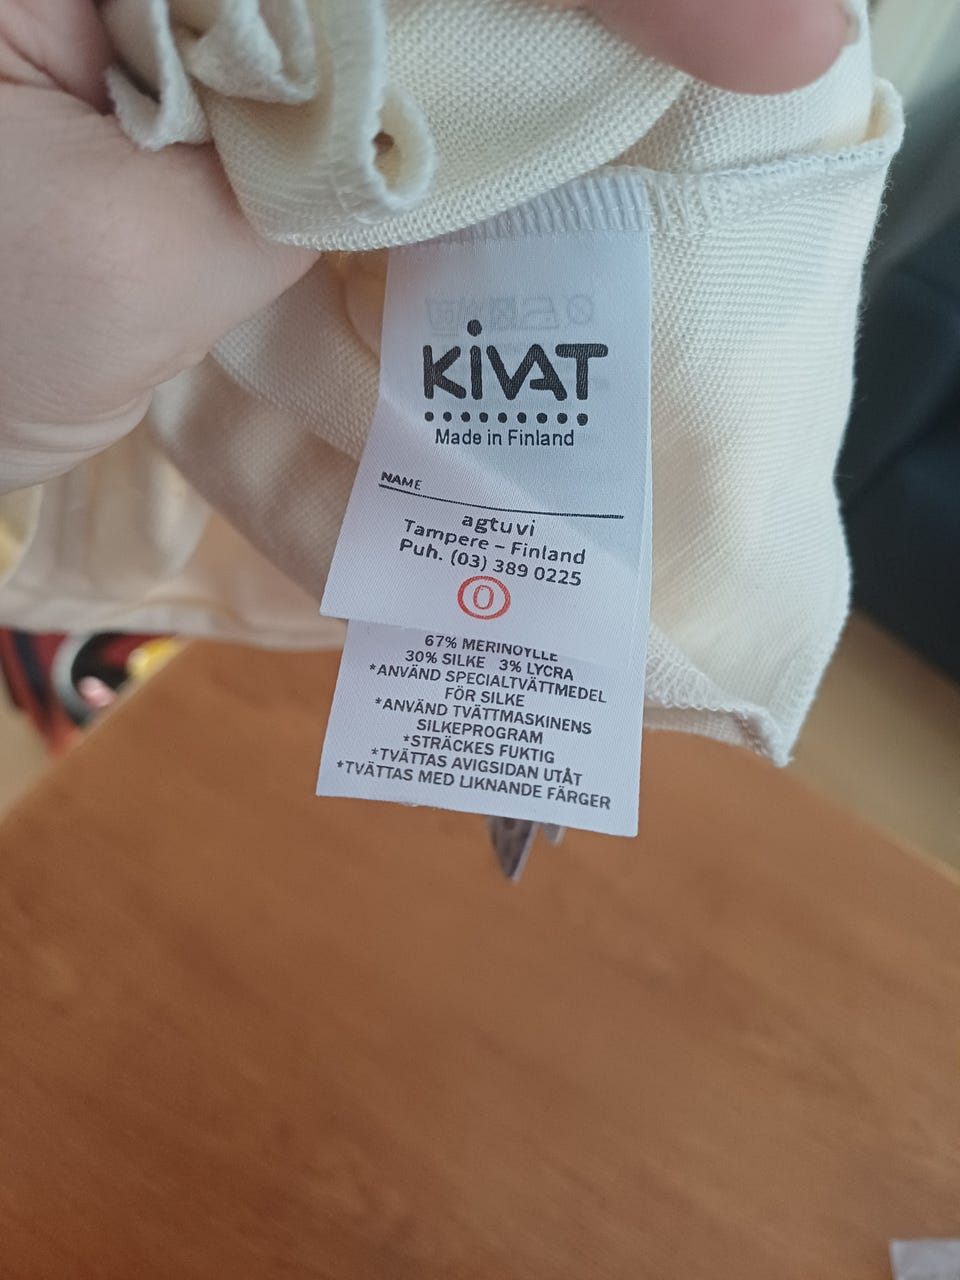 KiVAT
Made in Finland
NAME
agtuvi
Tampere – Finland
Puh. (03) 389 0225
0
67% MERINOYLLE
30% SILKE 3% LYCRA
*ANVÄND SPECIALTVÄTTMEDEL
FÖR SILKE
*ANVÄND TVÄTTMASKINENS
SILKEPROGRAM
*STRÄCKES FUKTIG
*TVÄTTAS AVIGSIDAN UTÅT
*TVÄTTAS MED LIKNANDE FÄRGER